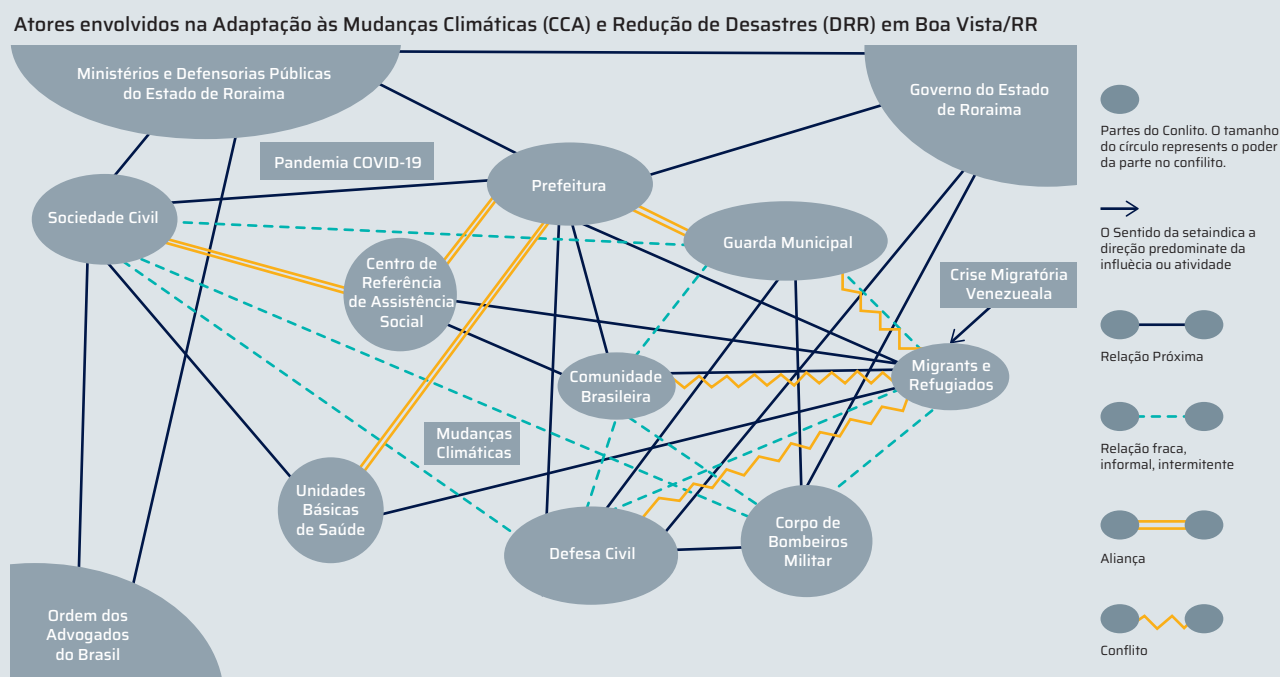 Atores envolvidos na Adaptação às Mudanças Climáticas (CCA) e Redução de Desastres (DRR) em Boa Vista/RR
Ministérios e Defensorias Públicas
do Estado de Roraima
Governo do Estado
de Roraima
Pandemia COVID-19
Prefeitura
Sociedade Civil
Guarda Municipal
Centro de
Referência
de Assistência
Social
Crise Migratória
Venezueala
Comunidade
Brasileira
Migrants e
Refugiados
Mudanças
Climáticas
Unidades
Básicas
de Saúde
Defesa Civil
Corpo de
Bombeiros
Militar
Ordem dos
Advogados
do Brasil
Partes do Conlito. O tamanho
do círculo represents o poder
da parte no confilito.
O Sentido da setaindica a
direção predominate da
influècia ou atividade
Relação Próxima
Relação fraca,
informal, intermitente
Aliança
Conflito